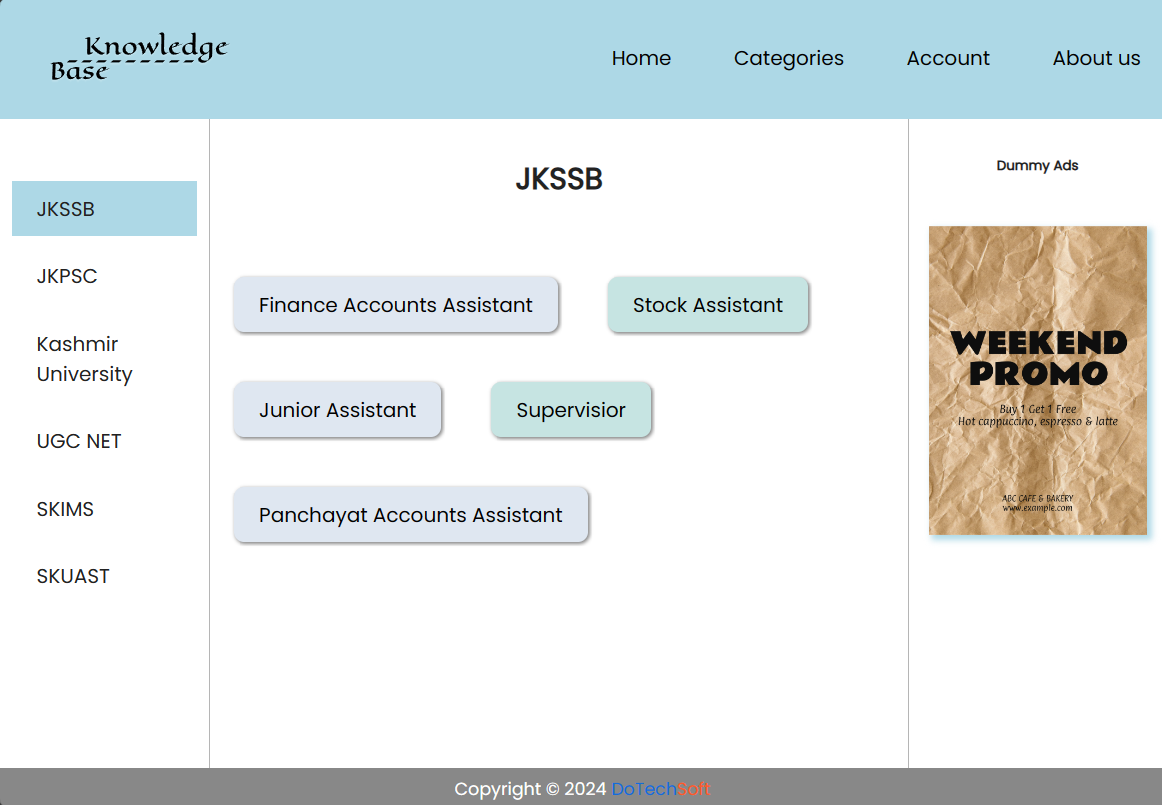 Knowledge
Base
Home Categories Account About us
JKSSB
JKPSC
Kashmir
University
UGC NET
SKIMS
SKUAST
JKSSB
Finance Accounts Assistant Stock Assistant
Junior Assistant Supervisior
Panchayat Accounts Assistant
Dummy Ads
WEEKEND
PROMO
Buy 1 Get 1 Free
Hot cappuccino, espresso & latte
ABC CAFE & BAKERY
www.example.com
Copyright © 2024 DoTechSoft